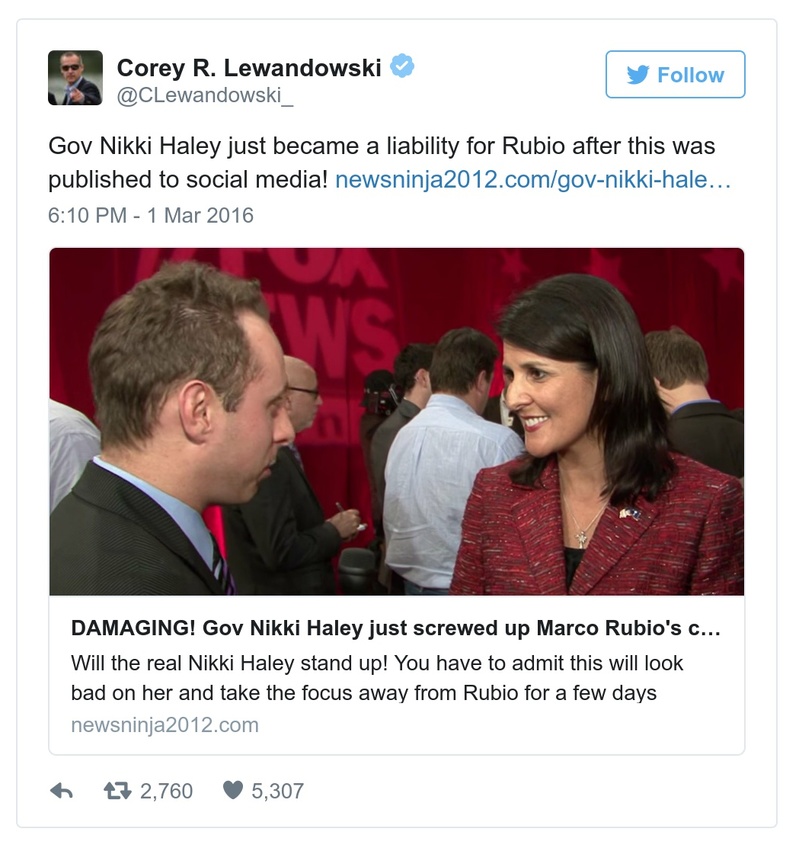 Corey R. Lewandowski
@CLewandowski_
Follow
Gov Nikki Haley just became a liability for Rubio after this was
published to social media! newsninja2012.com/gov-nikki-hale…
6:10 PM - 1 Mar 2016
FOX
NEWS
DAMAGING! Gov Nikki Haley just screwed up Marco Rubio's c…
Will the real Nikki Haley stand up! You have to admit this will look
bad on her and take the focus away from Rubio for a few days
newsninja2012.com
2,760
5,307